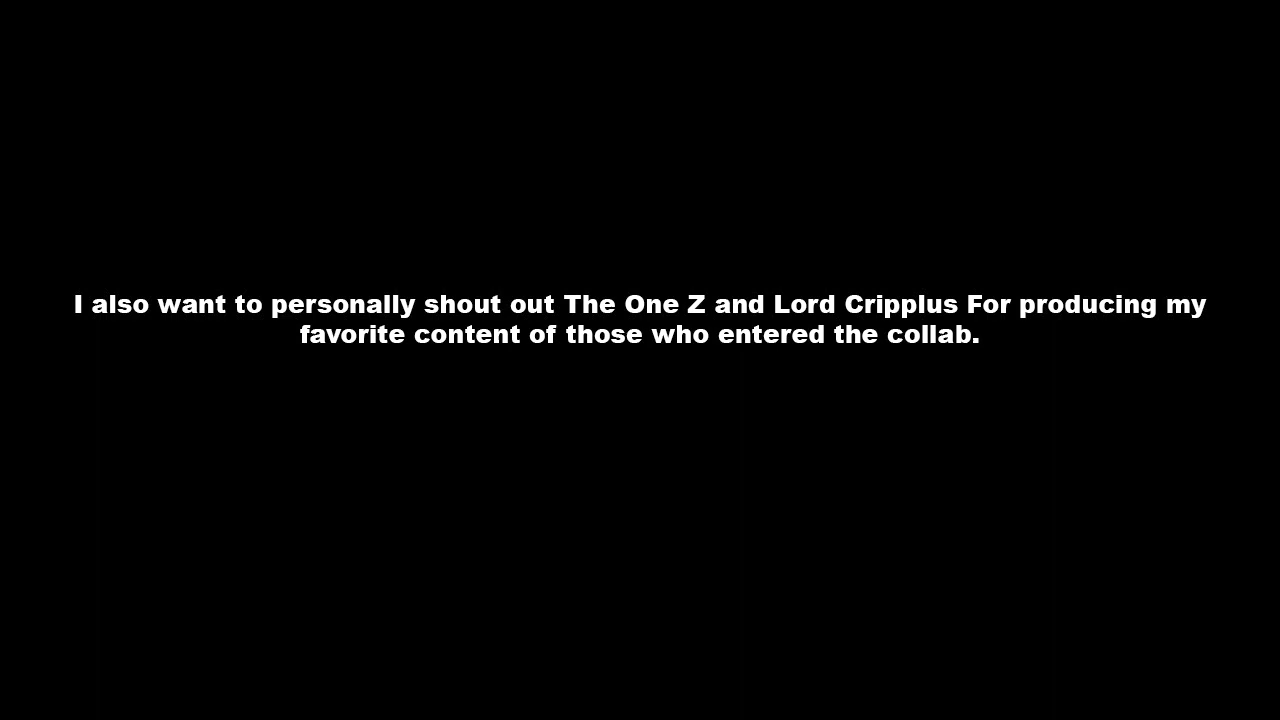 I also want to personally shout out The One Z and Lord Cripplus For producing my
favorite content of those who entered the collab.